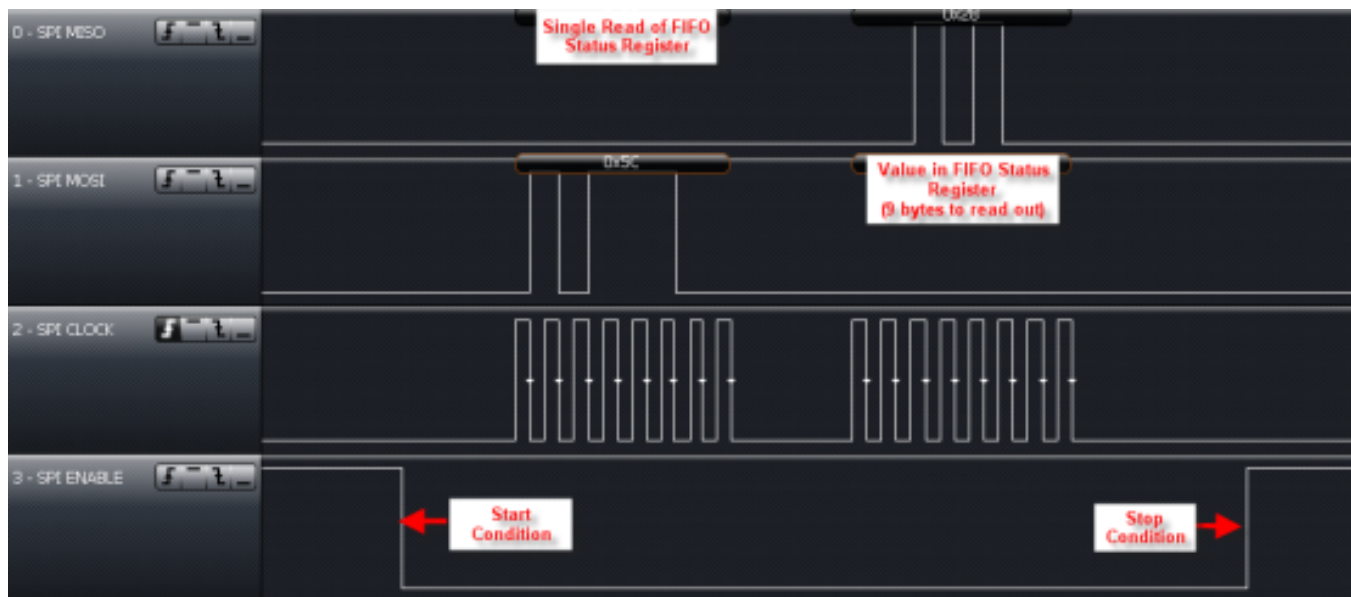 0 - SPI MISO
Single Read of FIFO
Status Register
0x28
1 - SPI MOSI
0x5C
Value in FIFO Status
Register
(9 bytes to read out)
2 - SPI CLOCK
3 - SPI ENABLE
Start
Condition
Stop
Condition